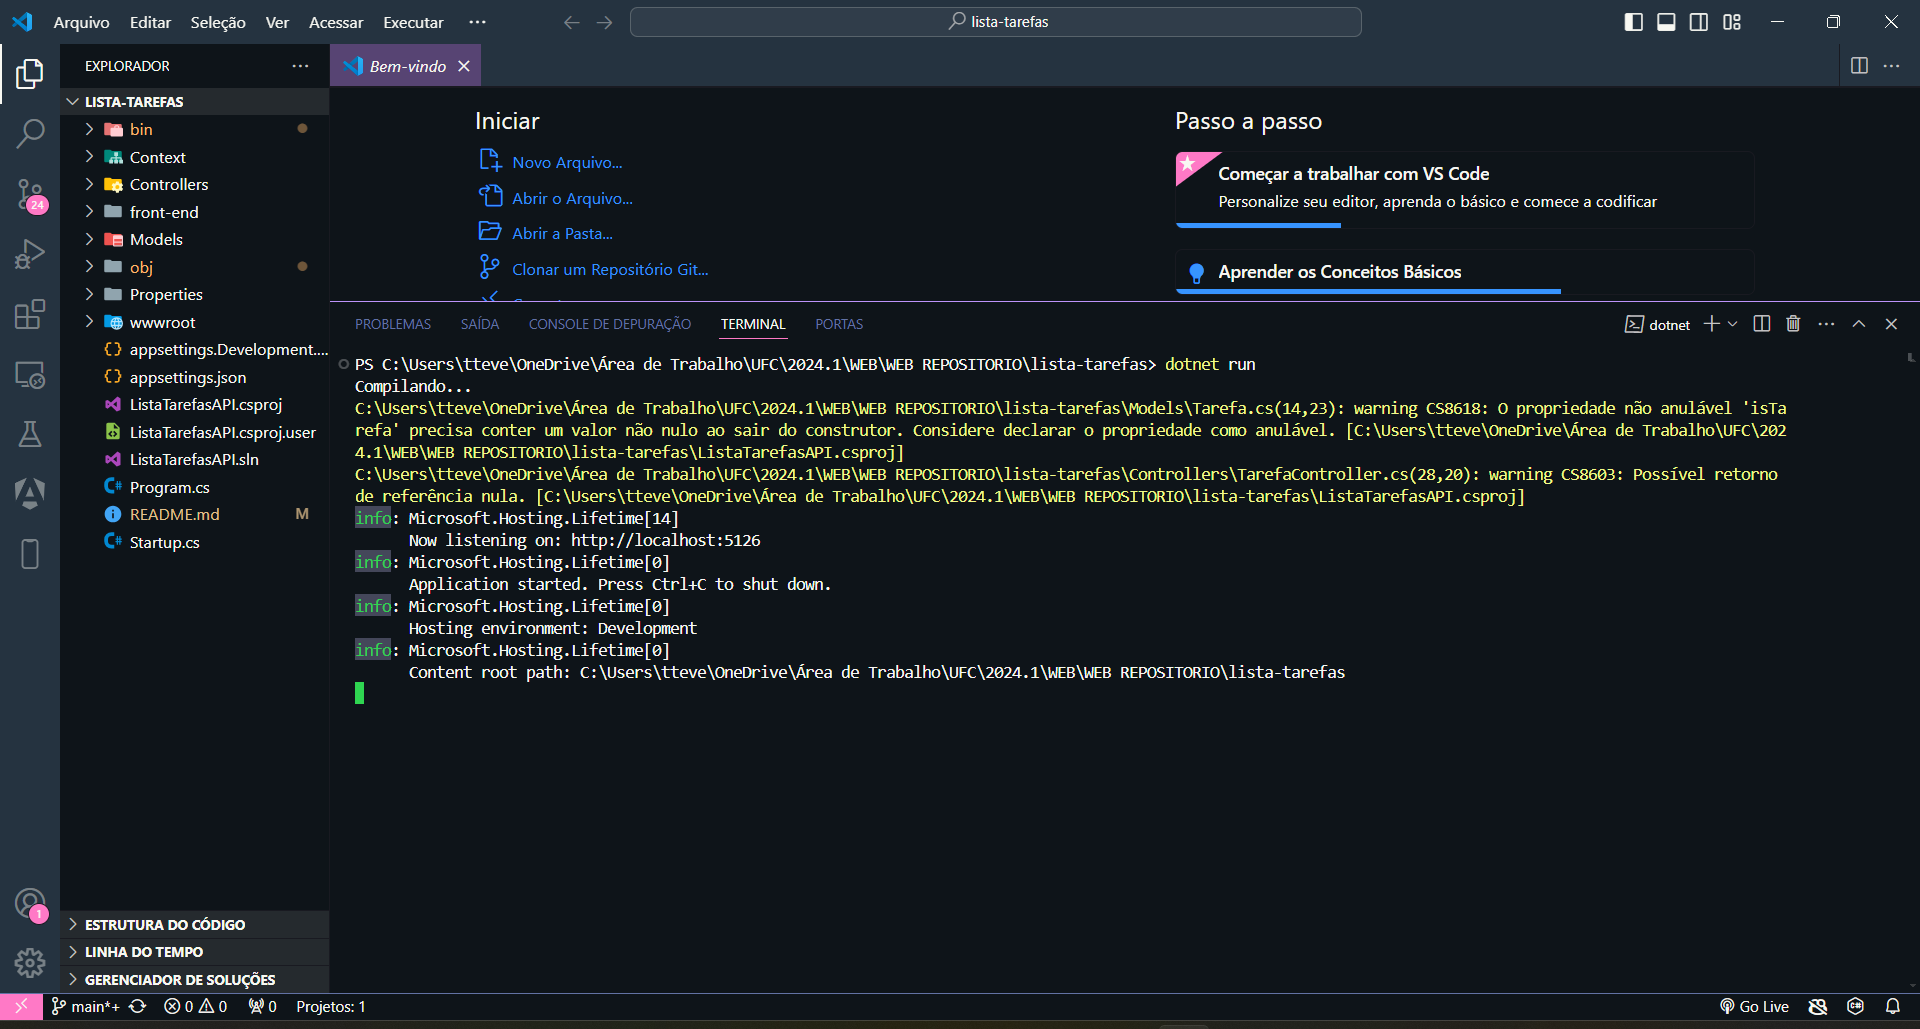 Arquivo Editar Seleção Ver Acessar Executar ··· lista-tarefas
EXPLORADOR ···
Bem-vindo
LISTA-TAREFAS
bin
Context
Controllers
front-end
Models
obj
Properties
wwwroot
appsettings.Development....
appsettings.json
ListaTarefasAPI.csproj
ListaTarefasAPI.csproj.user
ListaTarefasAPI.sln
Program.cs
README.md M
Startup.cs
24
1
ESTRUTURA DO CÓDIGO
LINHA DO TEMPO
GERENCIADOR DE SOLUÇÕES
Iniciar
Novo Arquivo...
Abrir o Arquivo...
Abrir a Pasta...
Clonar um Repositório Git...
Passo a passo
Começar a trabalhar com VS Code
Personalize seu editor, aprenda o básico e comece a codificar
Aprender os Conceitos Básicos
PROBLEMAS SAÍDA CONSOLE DE DEPURAÇÃO TERMINAL PORTAS dotnet
PS C:\Users\tteve\OneDrive\Área de Trabalho\UFC\2024.1\WEB\WEB REPOSITORIO\lista-tarefas> dotnet run
Compilando...
C:\Users\tteve\OneDrive\Área de Trabalho\UFC\2024.1\WEB\WEB REPOSITORIO\lista-tarefas\Models\Tarefa.cs(14,23): warning CS8618: O propriedade não anulável 'isTa
refa' precisa conter um valor não nulo ao sair do construtor. Considere declarar o propriedade como anulável. [C:\Users\tteve\OneDrive\Área de Trabalho\UFC\202
4.1\WEB\WEB REPOSITORIO\lista-tarefas\ListaTarefasAPI.csproj]
C:\Users\tteve\OneDrive\Área de Trabalho\UFC\2024.1\WEB\WEB REPOSITORIO\lista-tarefas\Controllers\TarefaController.cs(28,20): warning CS8603: Possível retorno
de referência nula. [C:\Users\tteve\OneDrive\Área de Trabalho\UFC\2024.1\WEB\WEB REPOSITORIO\lista-tarefas\ListaTarefasAPI.csproj]
info: Microsoft.Hosting.Lifetime[14]
Now listening on: http://localhost:5126
info: Microsoft.Hosting.Lifetime[0]
Application started. Press Ctrl+C to shut down.
info: Microsoft.Hosting.Lifetime[0]
Hosting environment: Development
info: Microsoft.Hosting.Lifetime[0]
Content root path: C:\Users\tteve\OneDrive\Área de Trabalho\UFC\2024.1\WEB\WEB REPOSITORIO\lista-tarefas
main*+ 0 0 0 Projetos: 1 Go Live